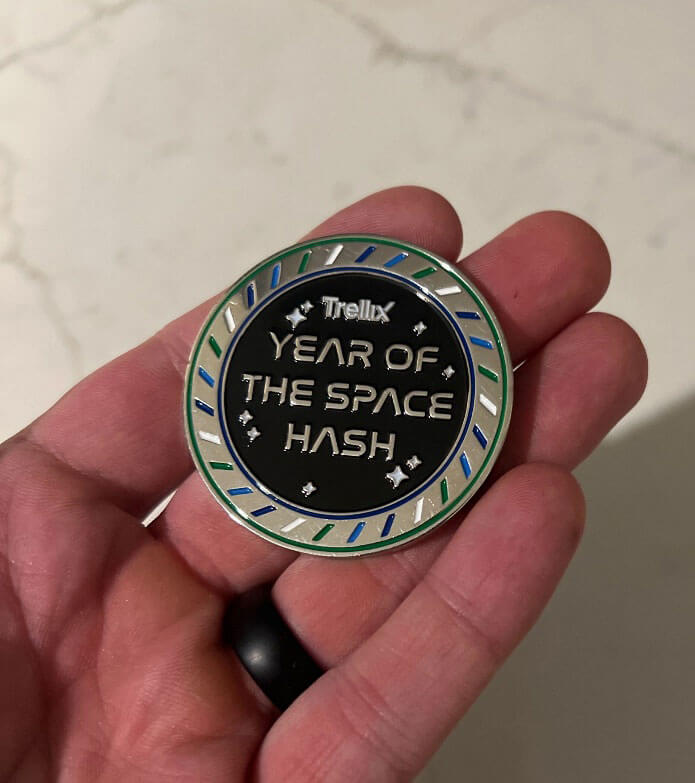 Trellix
YEAR OF
THE SPACE
HASH